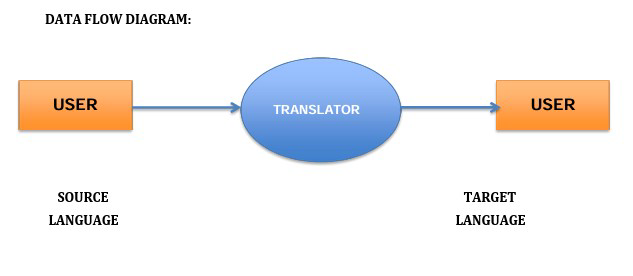 DATA FLOW DIAGRAM:
USER
TRANSLATOR
USER
SOURCE
LANGUAGE
TARGET
LANGUAGE